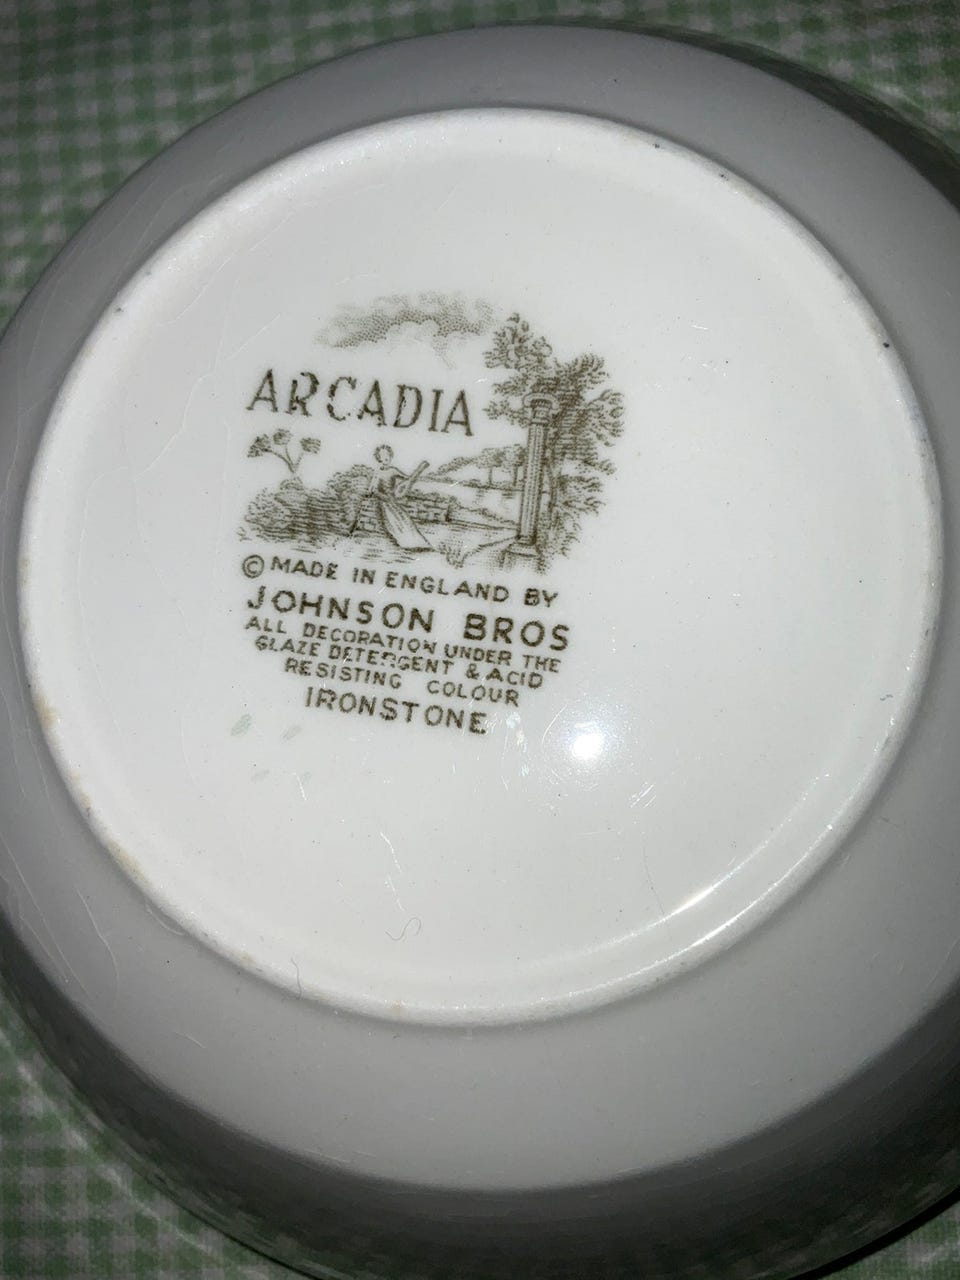 ARCADIA
© MADE IN ENGLAND BY
JOHNSON BROS
ALL DECORATION UNDER THE
GLAZE DETERGENT & ACID
RESISTING COLOUR
IRONSTONE